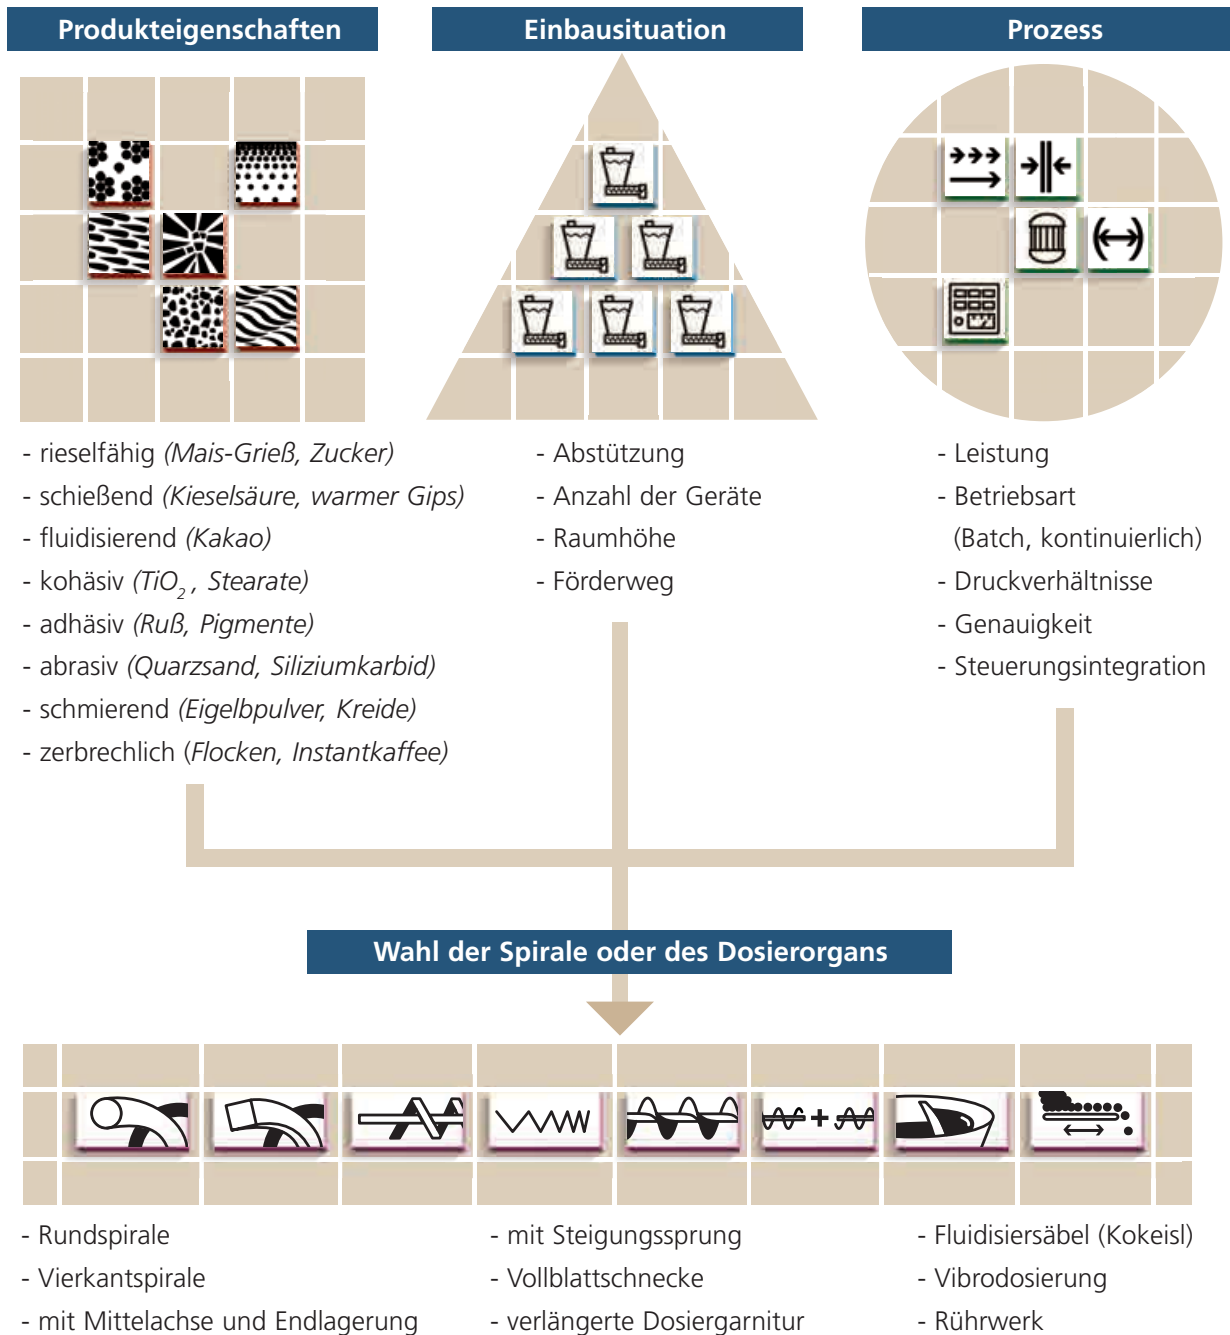 Produkteigenschaften
- rieselfähig (Mais-Grieß, Zucker)
- schießend (Kieselsäure, warmer Gips)
- fluidisierend (Kakao)
- kohäsiv (TiO₂ , Stearate)
- adhäsiv (Ruß, Pigmente)
- abrasiv (Quarzsand, Siliziumkarbid)
- schmierend (Eigelbpulver, Kreide)
- zerbrechlich (Flocken, Instantkaffee)
Einbausituation
- Abstützung
- Anzahl der Geräte
- Raumhöhe
- Förderweg
Prozess
- Leistung
- Betriebsart
(Batch, kontinuierlich)
- Druckverhältnisse
- Genauigkeit
- Steuerungsintegration
Wahl der Spirale oder des Dosierorgans
- Rundspirale
- Vierkantspirale
- mit Mittelachse und Endlagerung
- mit Steigungssprung
- Vollblattschnecke
- verlängerte Dosiergarnitur
- Fluidisiersäbel (Kokeisl)
- Vibrodosierung
- Rührwerk